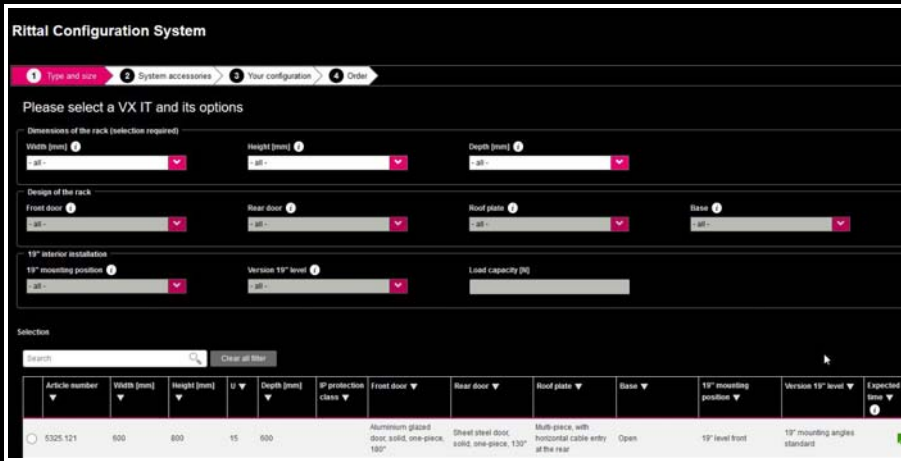 Rittal Configuration System
1 Type and size 2 System accessories 3 Your configuration 4 Order
Please select a VX IT and its options
Dimensions of the rack (selection required)
Width [mm] i Height [mm] i Depth [mm] i
- all - - all - - all -
Design of the rack
Front door i Rear door i Roof plate i Base i
- all - - all - - all - - all -
19" interior installation
19" mounting position i Version 19" level i Load capacity [N]
- all - - all -
Selection
Search Clear all filter
Article number Width [mm] Height [mm] U Depth [mm] IP protection Front door Rear door Roof plate Base 19" mounting Version 19" level Expected
class position time
i
Aluminium glazed Multi-piece, with
5325.121 600 800 15 600 door, solid, one-piece, Sheet steel door, horizontal cable entry Open 19" level front 19" mounting angles
180° solid, one-piece, 130° at the rear standard